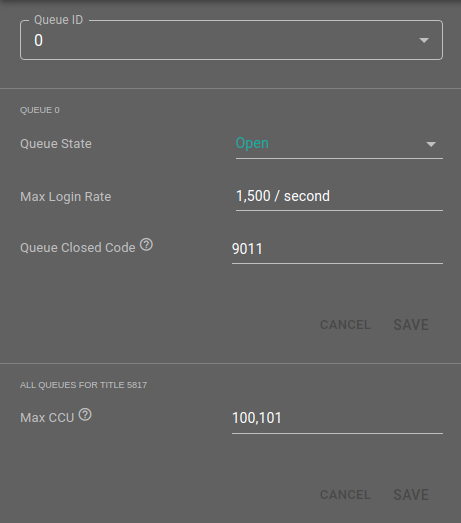 Queue ID
0
QUEUE 0
Queue State Open
Max Login Rate 1,500 / second
Queue Closed Code ? 9011
CANCEL SAVE
ALL QUEUES FOR TITLE 5817
Max CCU ? 100,101
CANCEL SAVE